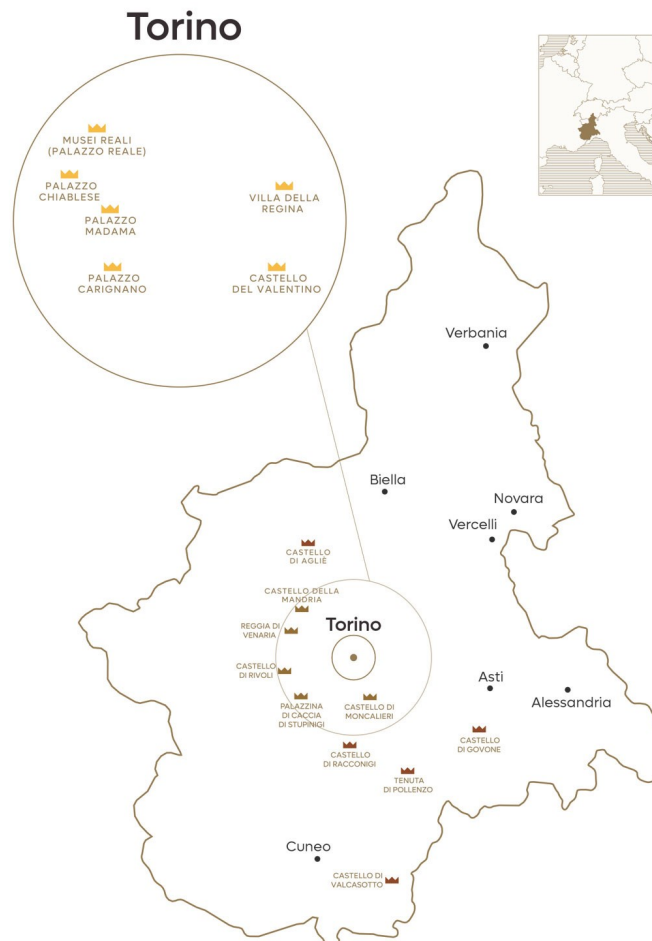 Torino
MUSEI REALI
(PALAZZO REALE)
PALAZZO
CHIABLESE
PALAZZO
MADAMA
VILLA DELLA
REGINA
PALAZZO
CARIGNANO
CASTELLO
DEL VALENTINO
Verbania
Biella
Novara
Vercelli
CASTELLO
DI AGLIÈ
CASTELLO DELLA
MANDRIA
REGGIA DI
VENARIA
Torino
CASTELLO
DI RIVOLI
PALAZZINA
DI CACCIA
DI STUPINIGI
CASTELLO DI
MONCALIERI
Asti
Alessandria
CASTELLO
DI GOVONE
CASTELLO
DI RACCONIGI
TENUTA
DI POLLENZO
Cuneo
CASTELLO DI
VALCASOTTO